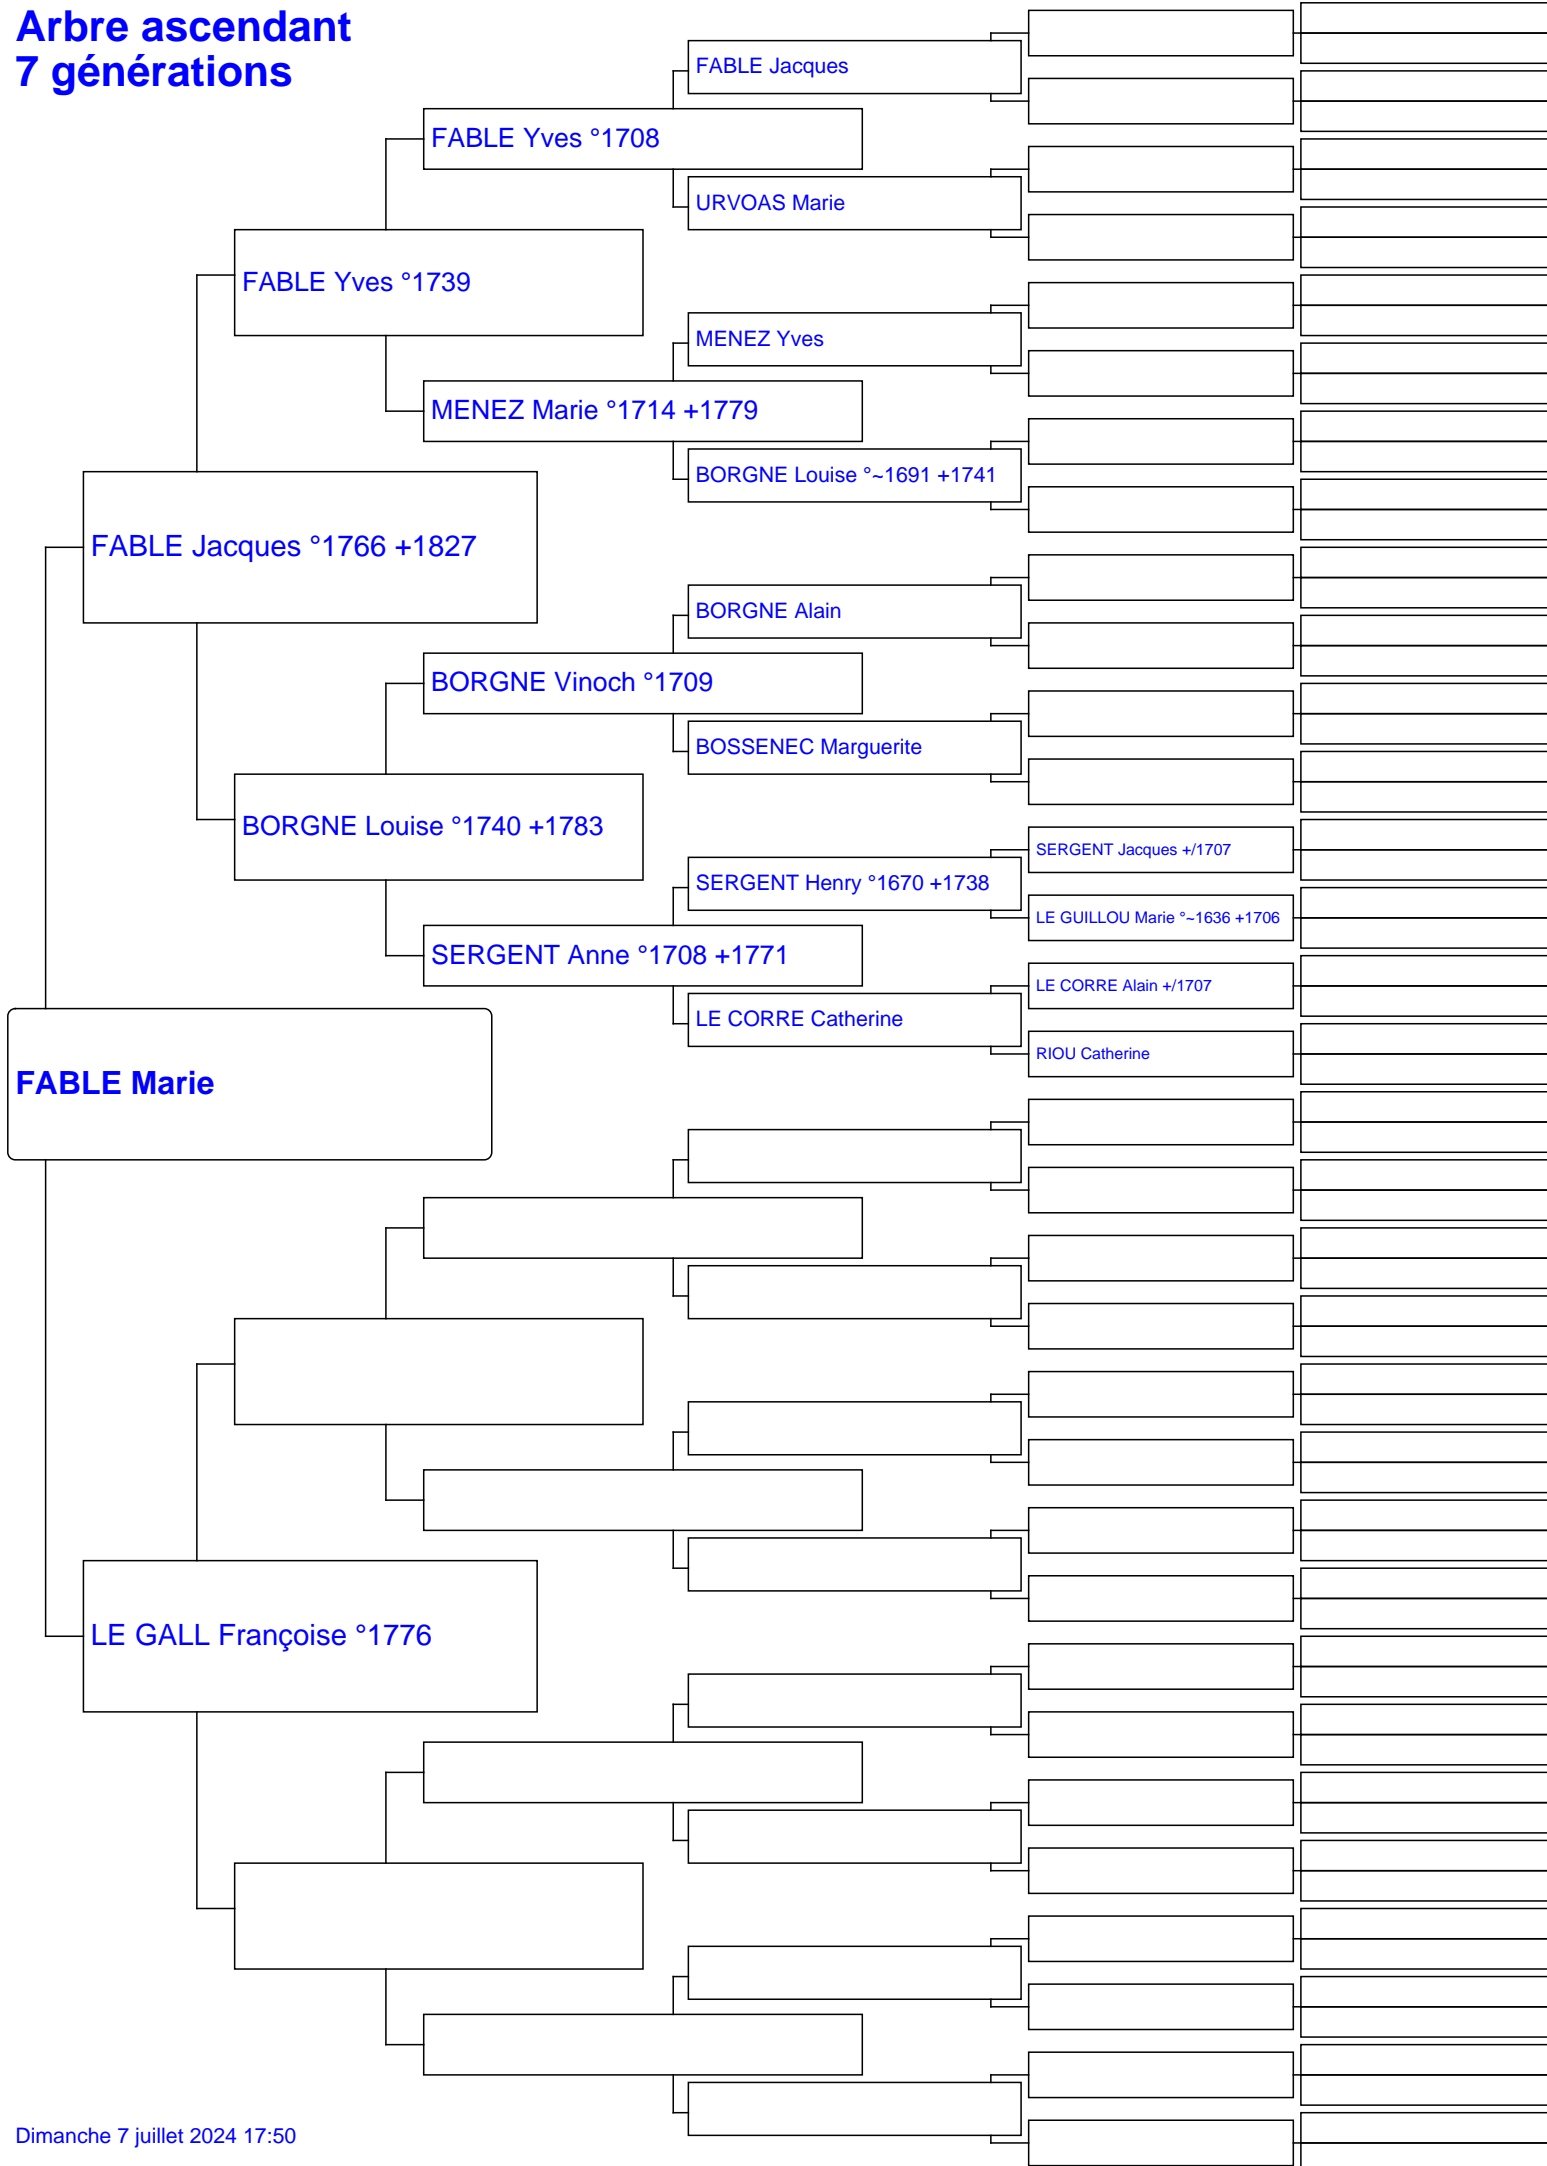 Arbre ascendant
7 générations
FABLE Jacques
FABLE Yves °1708
URVOAS Marie
FABLE Yves °1739
MENEZ Yves
MENEZ Marie °1714 +1779
BORGNE Louise °~1691 +1741
FABLE Jacques °1766 +1827
BORGNE Alain
BORGNE Vinoch °1709
BOSSENEC Marguerite
BORGNE Louise °1740 +1783
SERGENT Jacques +/1707
SERGENT Henry °1670 +1738
LE GUILLOU Marie °~1636 +1706
SERGENT Anne °1708 +1771
LE CORRE Alain +/1707
LE CORRE Catherine
RIOU Catherine
FABLE Marie
LE GALL Françoise °1776
Dimanche 7 juillet 2024 17:50